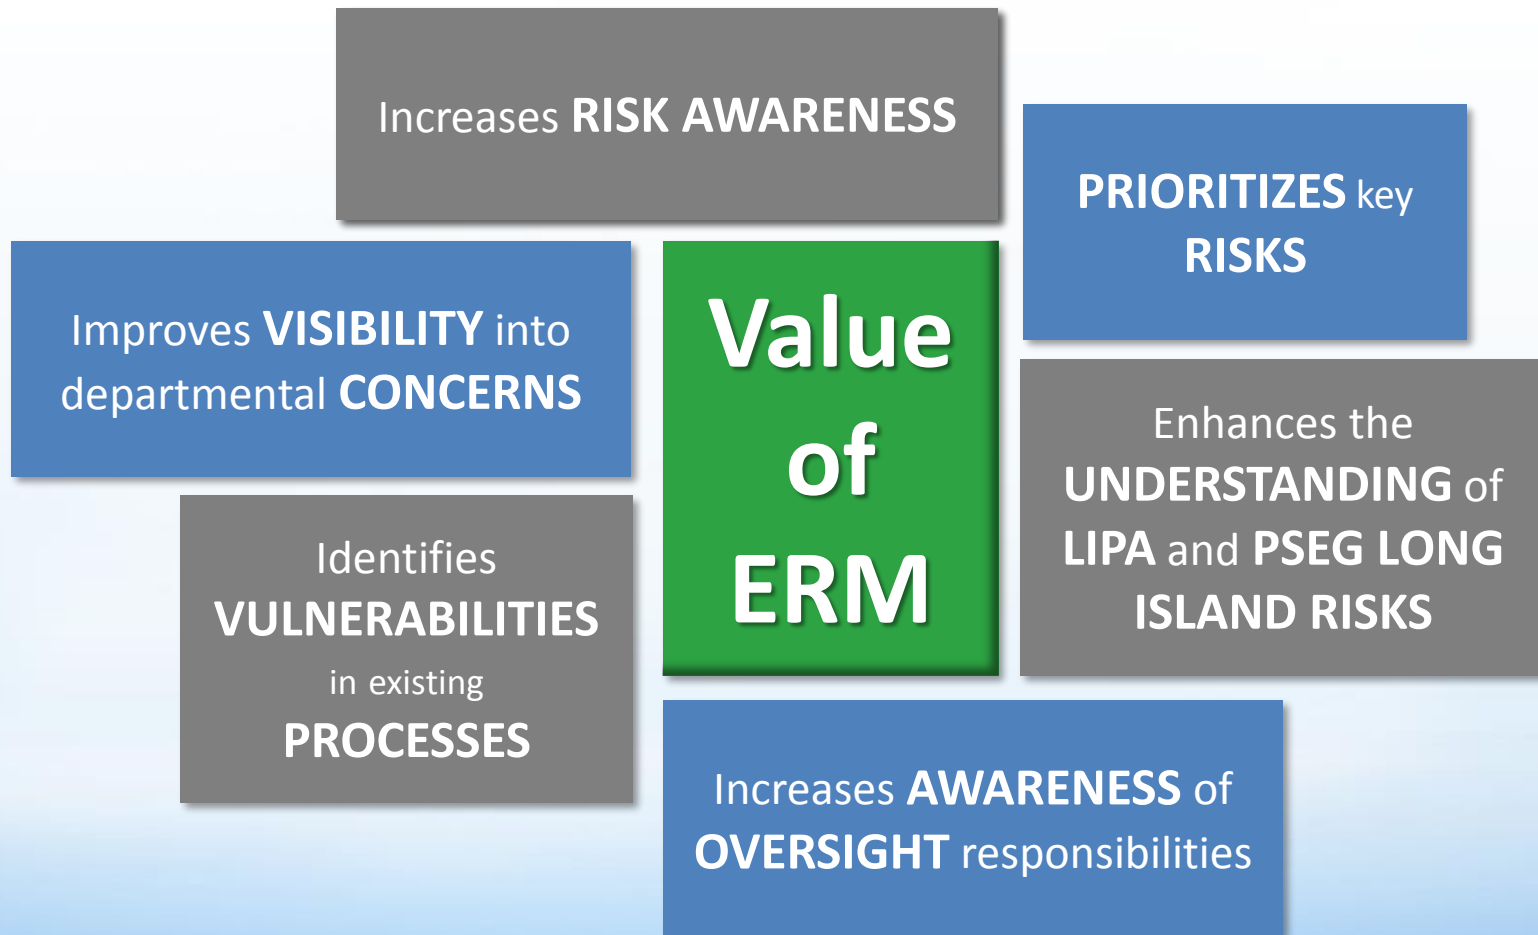 Increases RISK AWARENESS
PRIORITIZES key
RISKS
Improves VISIBILITY into
departmental CONCERNS
Value
of
ERM
Enhances the
UNDERSTANDING of
LIPA and PSEG LONG
ISLAND RISKS
Identifies
VULNERABILITIES
in existing
PROCESSES
Increases AWARENESS of
OVERSIGHT responsibilities